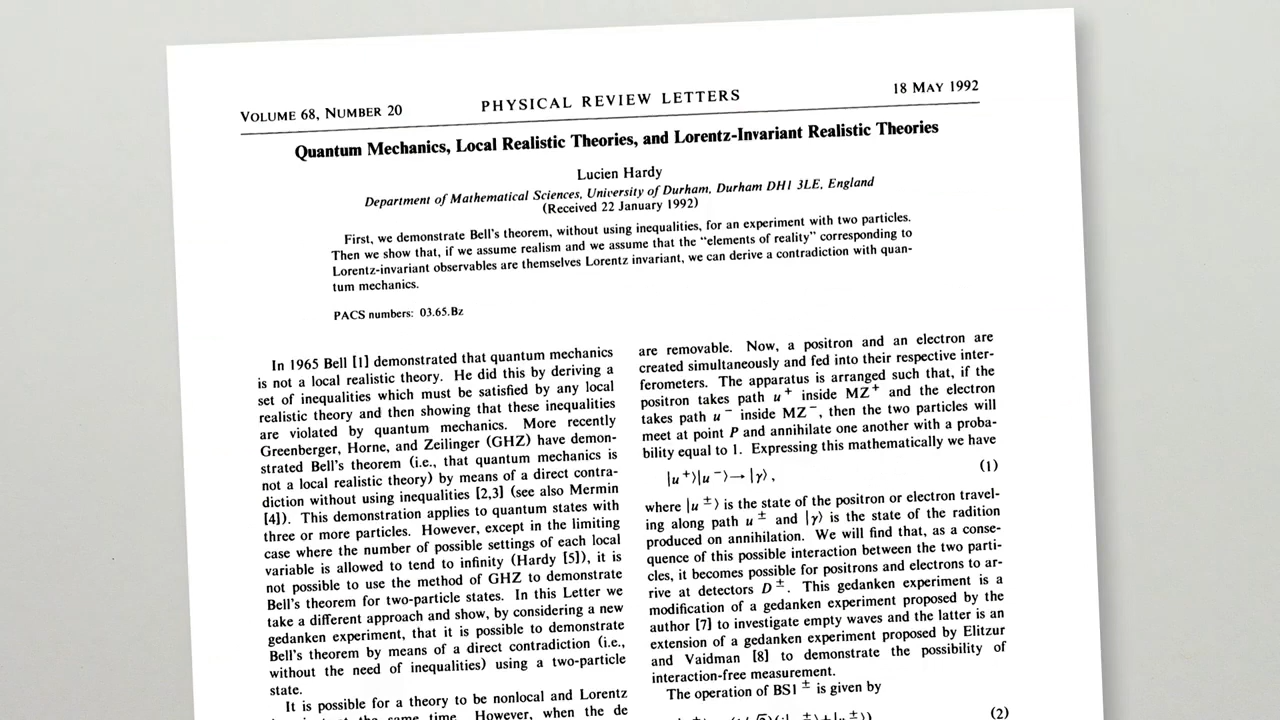 VOLUME 68, NUMBER 20
PHYSICAL REVIEW LETTERS
18 MAY 1992
Quantum Mechanics, Local Realistic Theories, and Lorentz-Invariant Realistic Theories
Lucien Hardy
Department of Mathematical Sciences, University of Durham, Durham DH1 3LE, England
(Received 22 January 1992)
First, we demonstrate Bell's theorem, without using inequalities, for an experiment with two particles.
Then we show that, if we assume realism and we assume that the "elements of reality" corresponding to
Lorentz-invariant observables are themselves Lorentz invariant, we can derive a contradiction with quan-
tum mechanics.
PACS numbers: 03.65.Bz
In 1965 Bell [1] demonstrated that quantum mechanics
is not a local realistic theory. He did this by deriving a
set of inequalities which must be satisfied by any local
realistic theory and then showing that these inequalities
are violated by quantum mechanics. More recently
Greenberger, Horne, and Zeilinger (GHZ) have demon-
strated Bell's theorem (i.e., that quantum mechanics is
not a local realistic theory) by means of a direct contra-
diction without using inequalities [2,3] (see also Mermin
[4]). This demonstration applies to quantum states with
three or more particles. However, except in the limiting
case where the number of possible settings of each local
variable is allowed to tend to infinity (Hardy [5]), it is
not possible to use the method of GHZ to demonstrate
Bell's theorem for two-particle states. In this Letter we
take a different approach and show, by considering a new
gedanken experiment, that it is possible to demonstrate
Bell's theorem by means of a direct contradiction (i.e.,
without the need of inequalities) using a two-particle
state.
It is possible for a theory to be nonlocal and Lorentz
same time. However, when the de
are removable. Now, a positron and an electron are
created simultaneously and fed into their respective inter-
ferometers. The apparatus is arranged such that, if the
positron takes path u⁺ inside MZ⁺ and the electron
takes path u⁻ inside MZ⁻, then the two particles will
meet at point P and annihilate one another with a proba-
bility equal to 1. Expressing this mathematically we have
|u⁺⟩|u⁻⟩→|γ⟩, (1)
where |u±⟩ is the state of the positron or electron travel-
ing along path u± and |γ⟩ is the state of the radition
produced on annihilation. We will find that, as a conse-
quence of this possible interaction between the two parti-
cles, it becomes possible for positrons and electrons to ar-
rive at detectors D±. This gedanken experiment is a
modification of a gedanken experiment proposed by the
author [7] to investigate empty waves and the latter is an
extension of a gedanken experiment proposed by Elitzur
and Vaidman [8] to demonstrate the possibility of
interaction-free measurement.
The operation of BS1± is given by
(2)